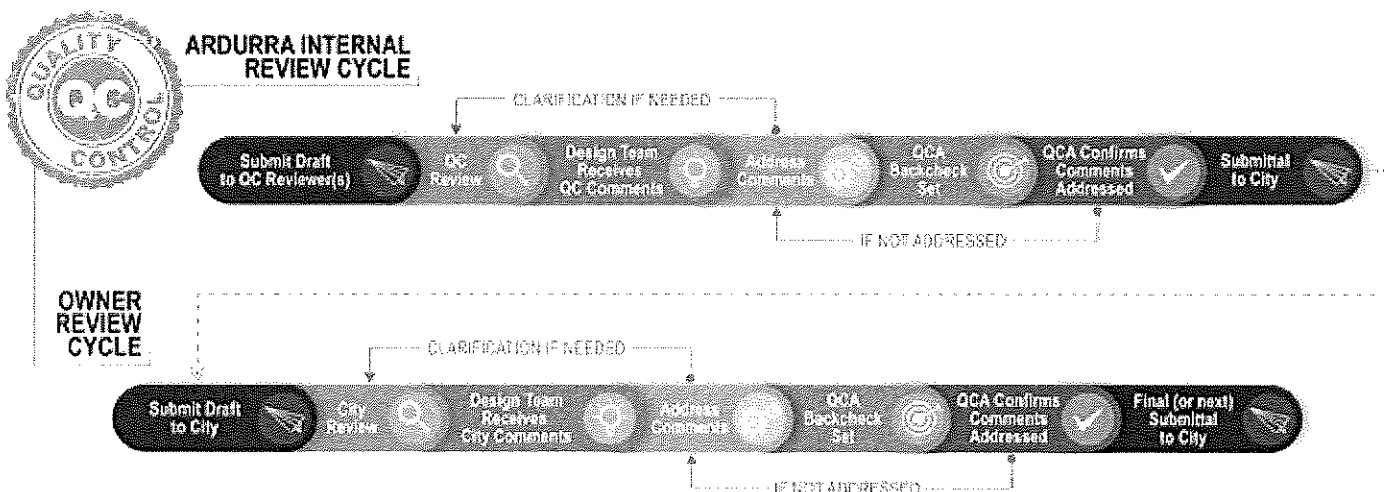 QUALITY
QC
CONTROL
ARDURRA INTERNAL
REVIEW CYCLE
CLARIFICATION IF NEEDED
Submit Draft
to QC Reviewer(s)
QC
Review
Design Team
Receives
QC Comments
Address
Comments
QCA
Backcheck
Set
QCA Confirms
Comments
Addressed
Submittal
to City
IF NOT ADDRESSED
OWNER
REVIEW
CYCLE
CLARIFICATION IF NEEDED
Submit Draft
to City
City
Review
Design Team
Receives
City Comments
Address
Comments
QCA
Backcheck
Set
QCA Confirms
Comments
Addressed
Final (or next)
Submittal
to City
IF NOT ADDRESSED